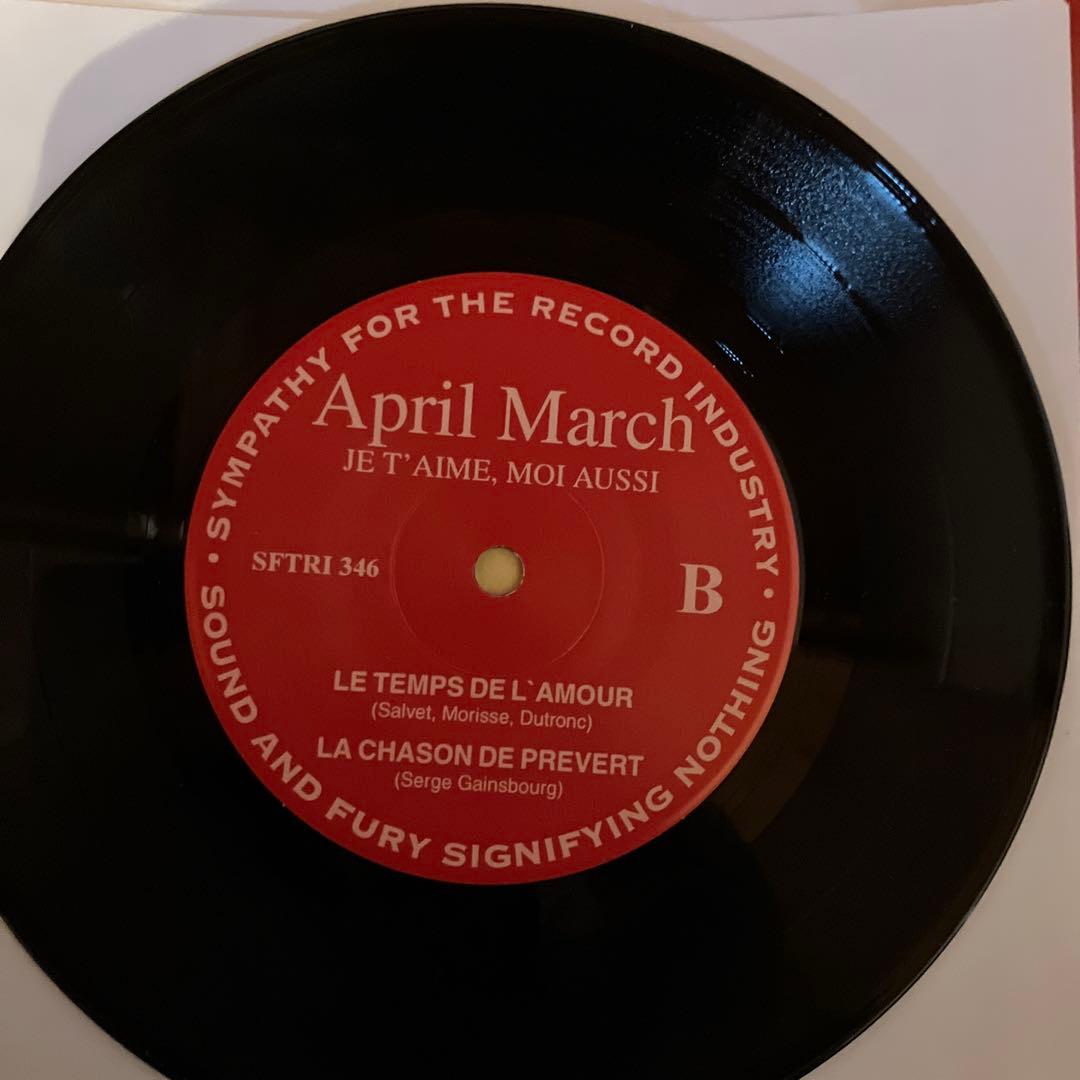 SYMPATHY FOR THE RECORD INDUSTRY •
April March
JE T'AIME, MOI AUSSI
SFTRI 346
B
LE TEMPS DE L`AMOUR
(Salvet, Morisse, Dutronc)
LA CHASON DE PREVERT
(Serge Gainsbourg)
SOUND AND FURY SIGNIFYING NOTHING •